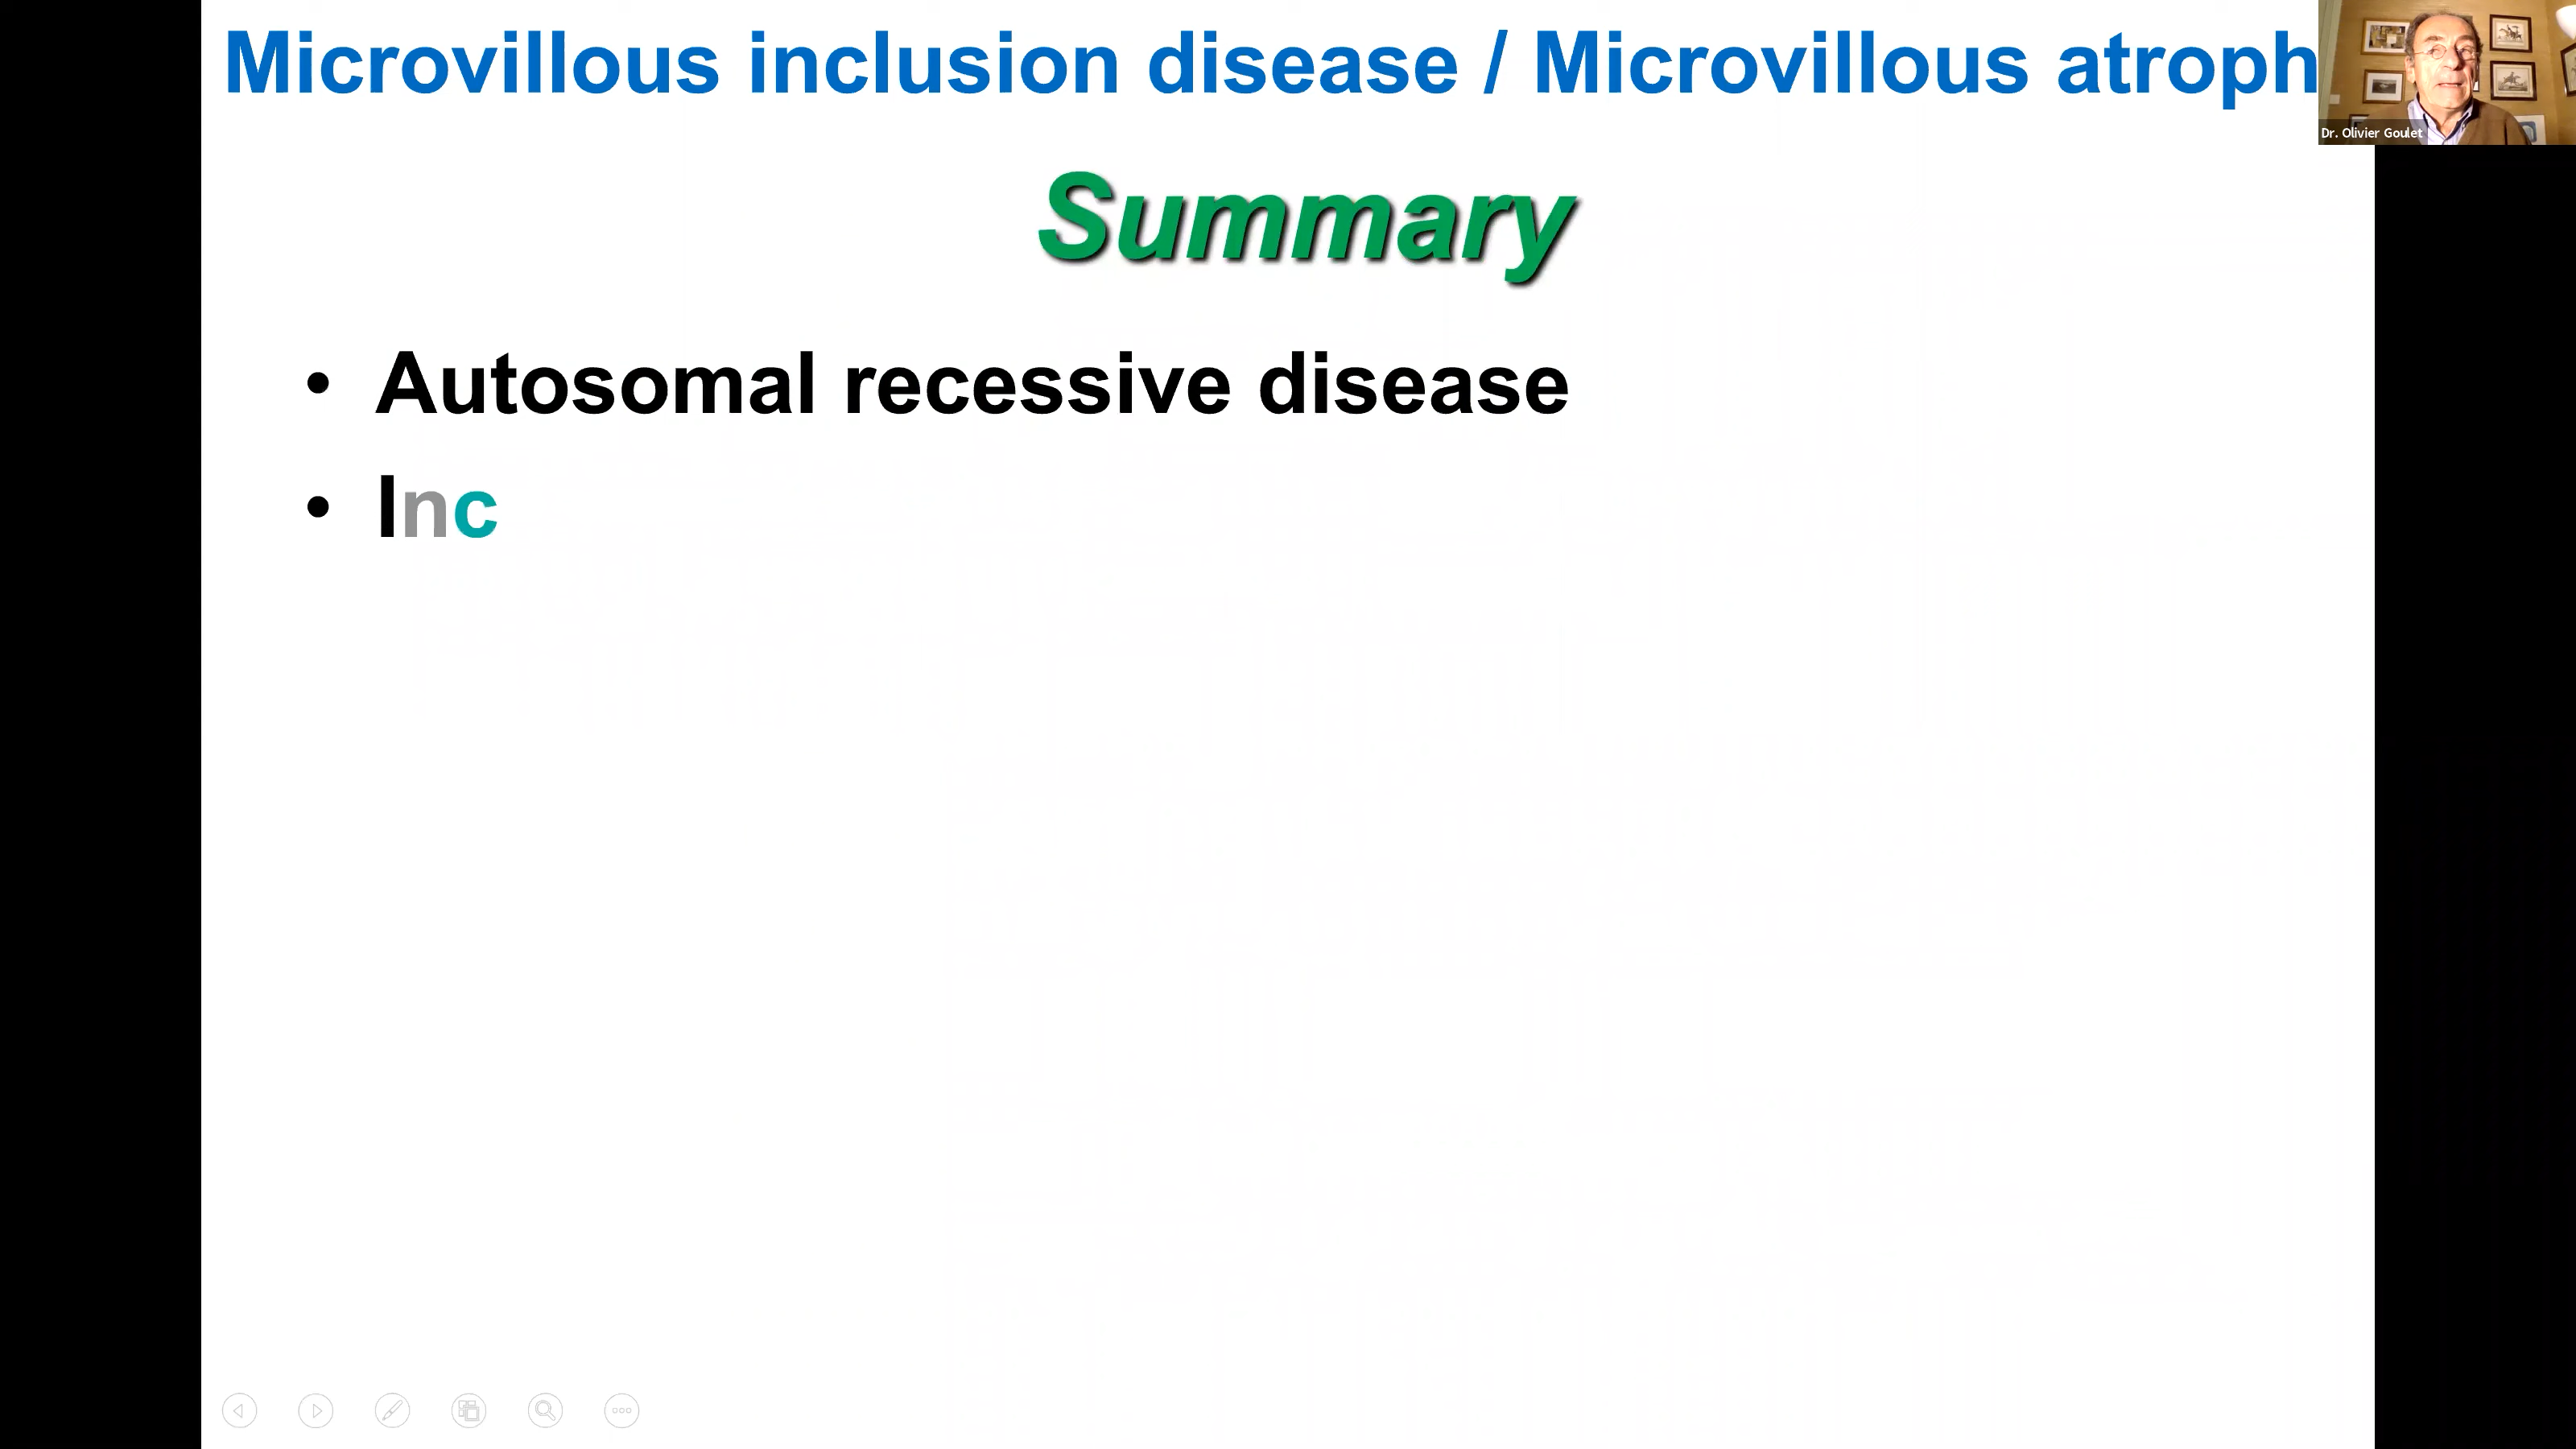 Microvillous inclusion disease / Microvillous atroph
Dr. Olivier Goulet
Summary
• Autosomal recessive disease
• Inc